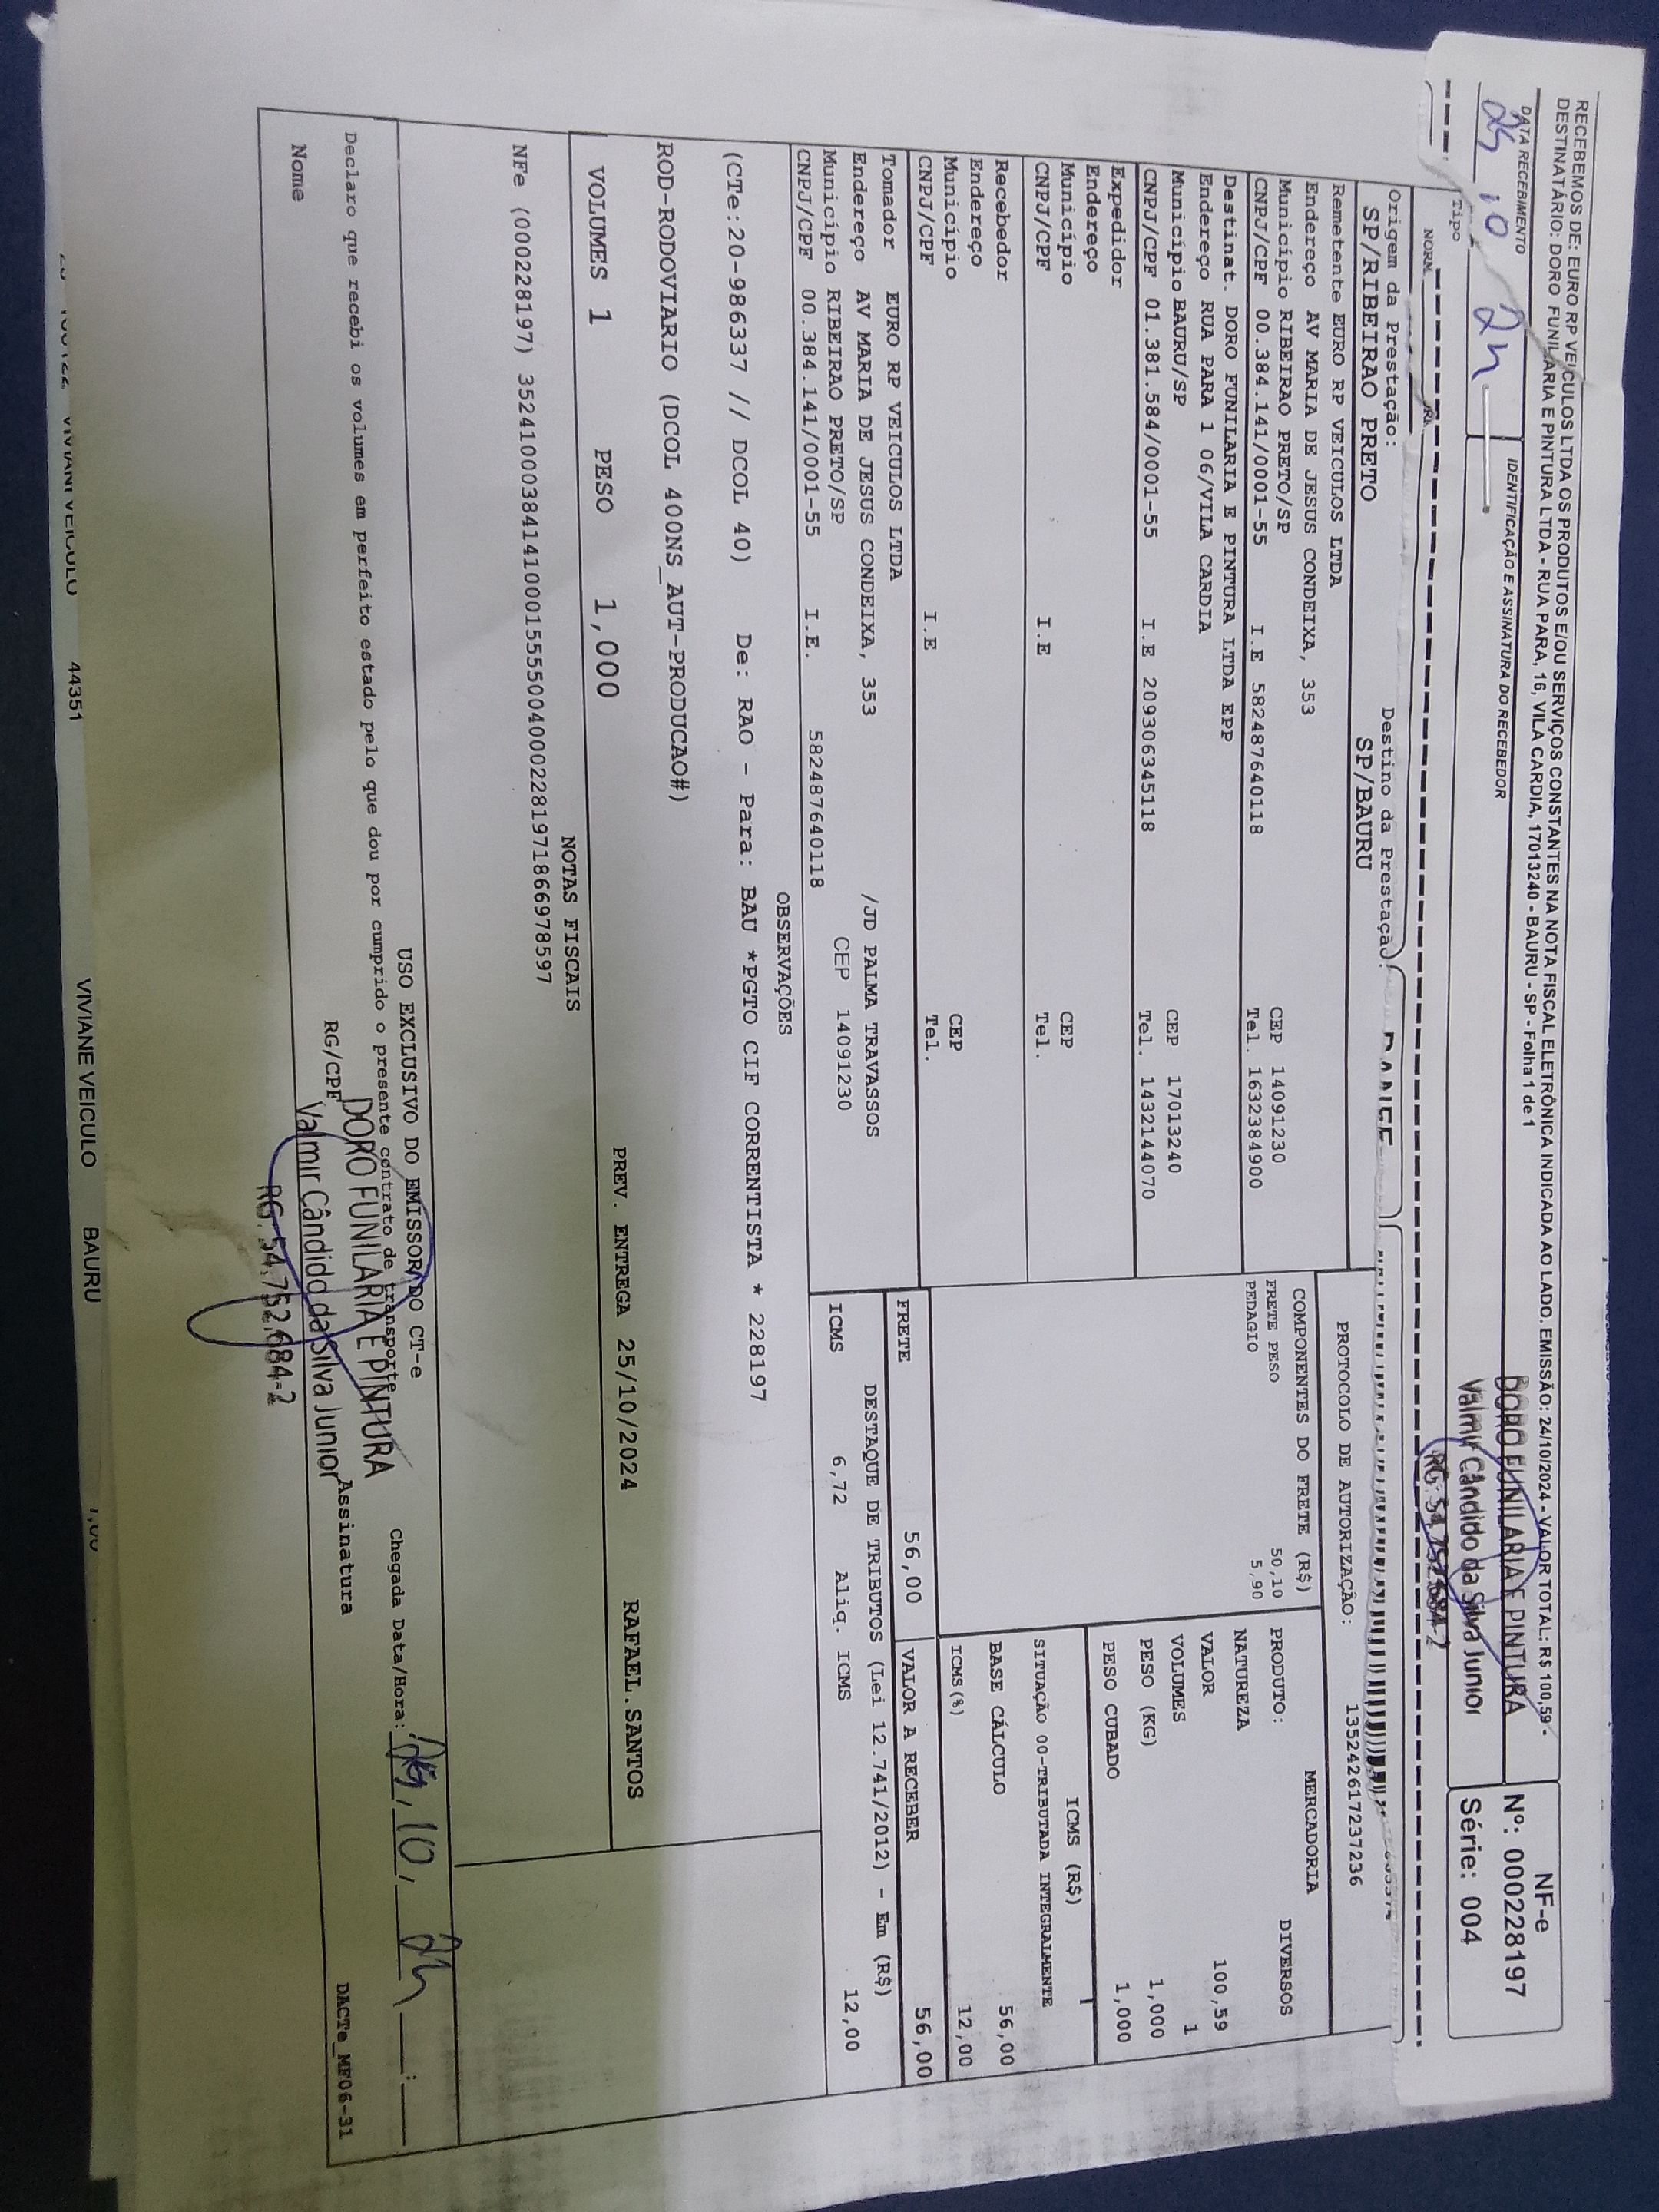 RECEBEMOS DE: EURO RP VEICULOS LTDA OS PRODUTOS E/OU SERVIÇOS CONSTANTES NA NOTA FISCAL ELETRÔNICA INDICADA AO LADO. EMISSÃO: 24/10/2024 - VALOR TOTAL: R$ 100,59 -
DESTINATÁRIO: DORO FUNILARIA E PINTURA LTDA - RUA PARA, 16, VILA CARDIA, 17013240 - BAURU - SP - Folha 1 de 1
DATA RECEBIMENTO
25 10 24
IDENTIFICAÇÃO E ASSINATURA DO RECEBEDOR
DORO FUNILARIA E PINTURA
Valmir Cândido da Silva Junior
RG: 54.752.684-2
NF-e
Nº: 000228197
Série: 004
Tipo
NORM
Origem da Prestação:
SP/RIBEIRAO PRETO
Destino da Prestação:
SP/BAURU
PROTOCOLO DE AUTORIZAÇÃO:
135242617237236
Remetente EURO RP VEICULOS LTDA
Endereço AV MARIA DE JESUS CONDEIXA, 353
Município RIBEIRAO PRETO/SP CEP 14091230
CNPJ/CPF 00.384.141/0001-55 I.E 582487640118 Tel. 1632384900
Destinat. DORO FUNILARIA E PINTURA LTDA EPP
Endereço RUA PARA 1 06/VILA CARDIA
Município BAURU/SP CEP 17013240
CNPJ/CPF 01.381.584/0001-55 I.E 209306345118 Tel. 1432144070
Expedidor
Endereço
Município CEP
CNPJ/CPF I.E Tel.
Recebedor
Endereço
Município CEP
CNPJ/CPF I.E Tel.
Tomador EURO RP VEICULOS LTDA
Endereço AV MARIA DE JESUS CONDEIXA, 353 /JD PALMA TRAVASSOS
Município RIBEIRAO PRETO/SP CEP 14091230
CNPJ/CPF 00.384.141/0001-55 I.E. 582487640118
COMPONENTES DO FRETE (R$)
FRETE PESO 50,10
PEDAGIO 5,90
MERCADORIA
PRODUTO: DIVERSOS
NATUREZA
VALOR 100,59
VOLUMES 1
PESO (KG) 1,000
PESO CUBADO 1,000
ICMS (R$)
SITUAÇÃO 00-TRIBUTADA INTEGRALMENTE
BASE CÁLCULO 56,00
ICMS(%) 12,00
FRETE 56,00
VALOR A RECEBER 56,00
DESTAQUE DE TRIBUTOS (Lei 12.741/2012) - Em (R$)
ICMS 6,72 Aliq. ICMS 12,00
OBSERVAÇÕES
(CTe:20-986337 // DCOL 40) De: RAO - Para: BAU *PGTO CIF CORRENTISTA * 228197
ROD-RODOVIARIO (DCOL 400NS_AUT-PRODUCAO#)
VOLUMES 1 PESO 1,000 PREV. ENTREGA 25/10/2024 RAFAEL.SANTOS
NOTAS FISCAIS
NFe (000228197) 35241000384141000155550040002281971866978597
USO EXCLUSIVO DO EMISSOR DO CT-e
Declaro que recebi os volumes em perfeito estado pelo que dou por cumprido o presente contrato de transporte
Chegada Data/Hora: 25, 10, 24 :
Nome
RG/CPF
Assinatura
DORO FUNILARIA E PINTURA
Valmir Cândido da Silva Junior
RG: 54.752.684-2
DACTe_MF06-31
44351 VIVIANE VEICULO BAURU